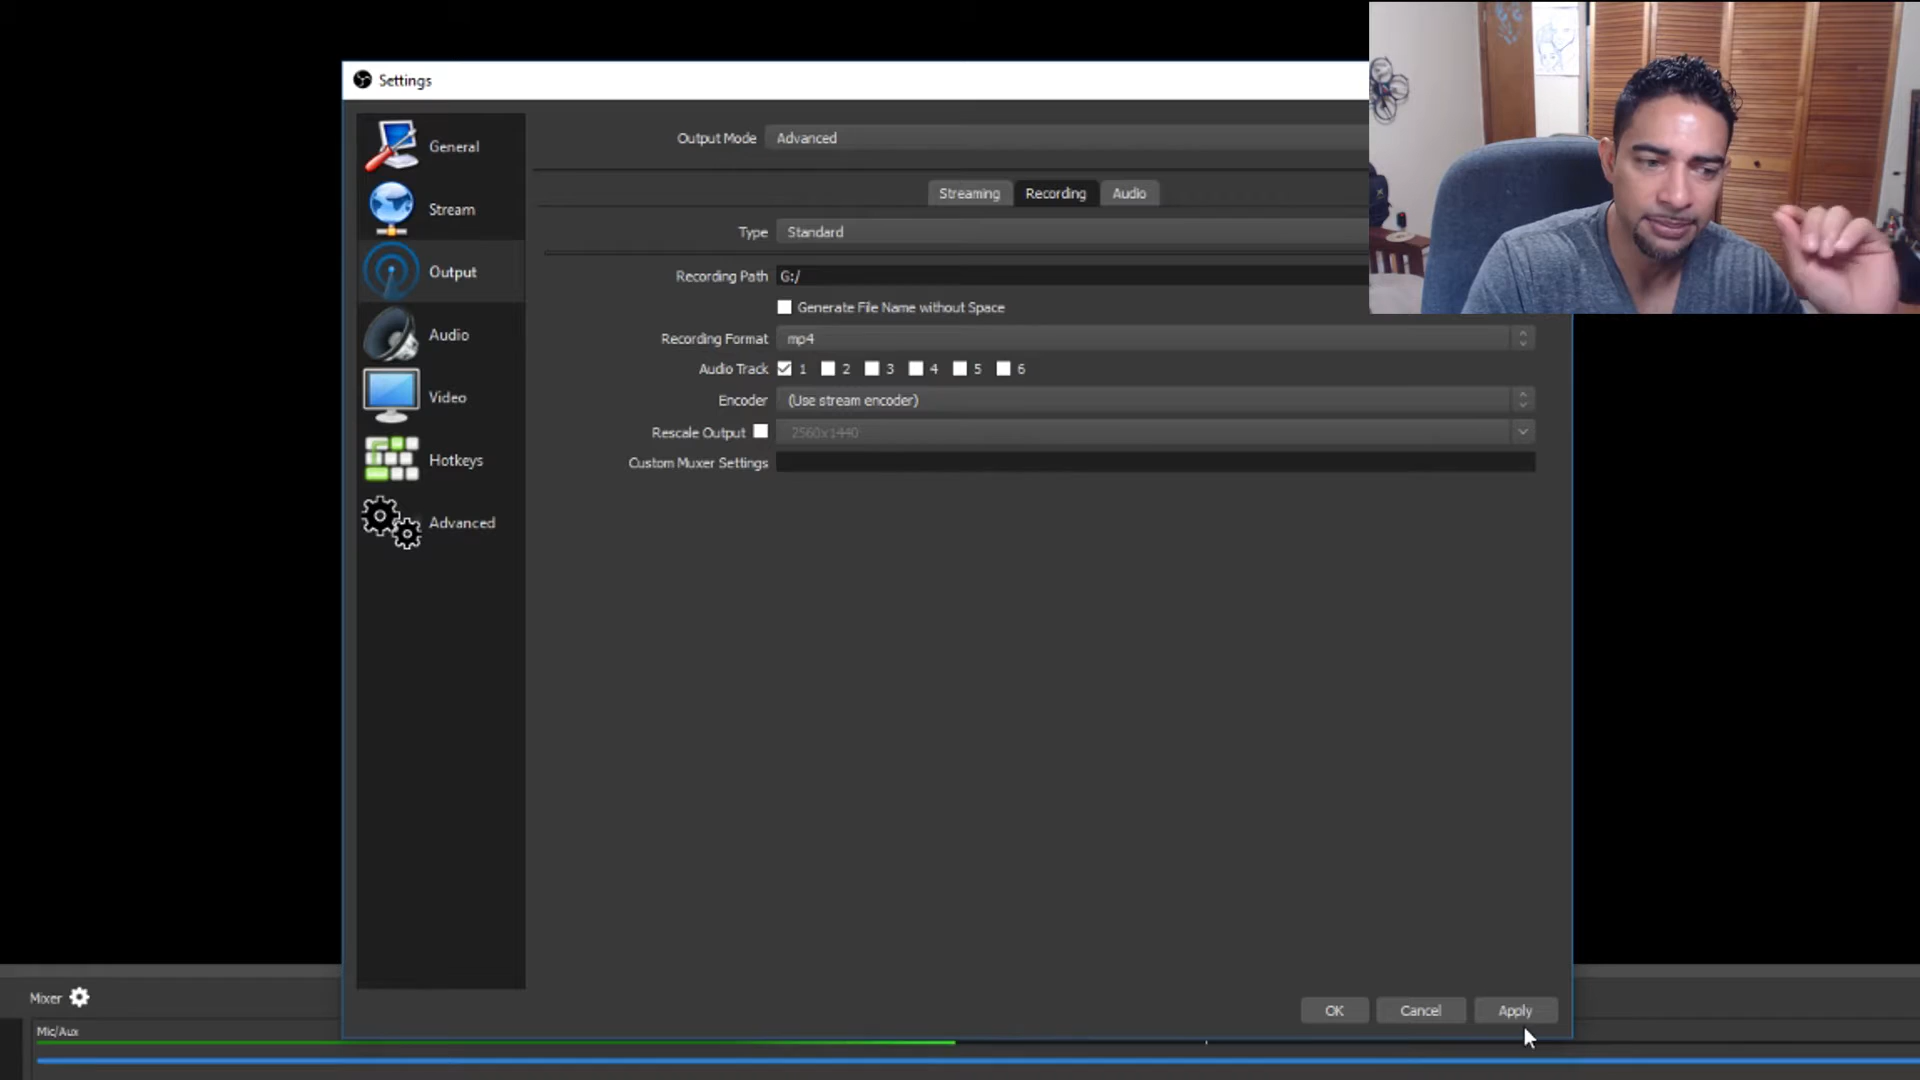 Settings
General
Stream
Output
Audio
Video
Hotkeys
Advanced
Output Mode Advanced
Streaming Recording Audio
Type Standard
Recording Path G:/
Generate File Name without Space
Recording Format mp4
Audio Track 1 2 3 4 5 6
Encoder (Use stream encoder)
Rescale Output 2560x1440
Custom Muxer Settings
OK Cancel Apply
Mixer
Mic/Aux